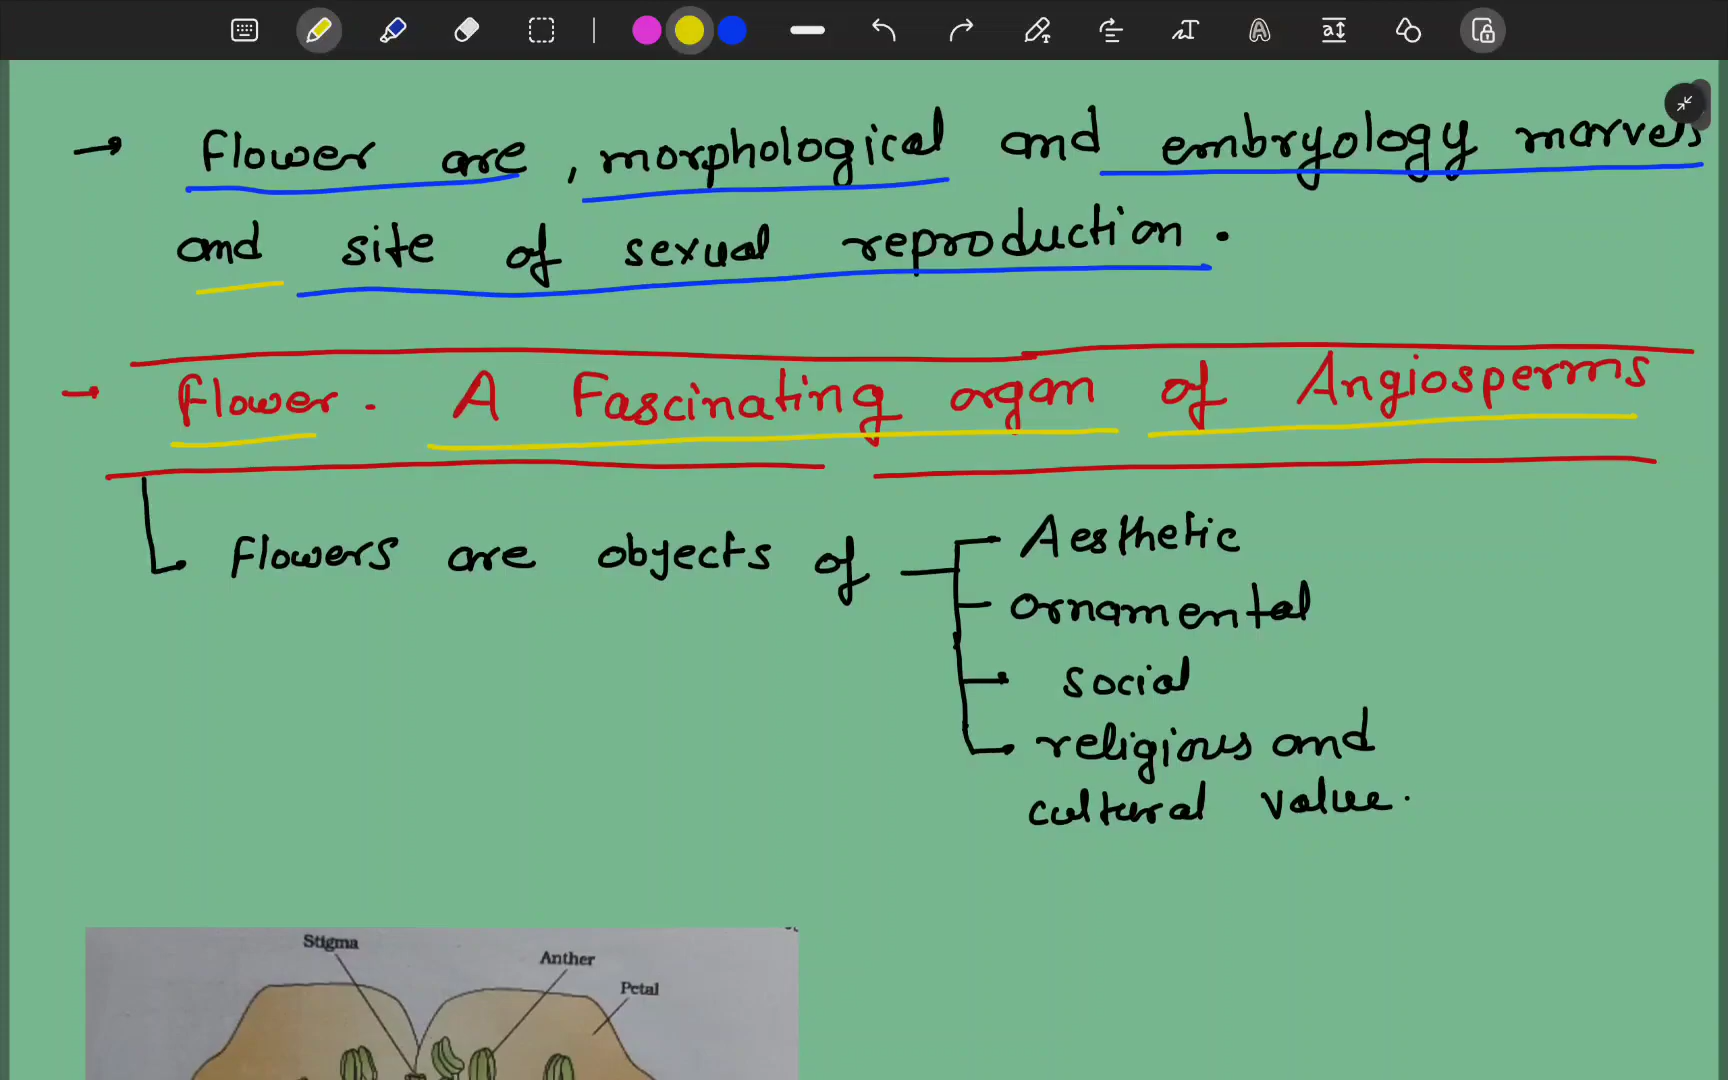 → Flower are, morphological and embryology marvels
and site of sexual reproduction.
→ Flower. A Fascinating organ of Angiosperms
Flowers are objects of
Aesthetic
Ornamental
Social
religious and
cultural value.
Stigma
Anther
Petal